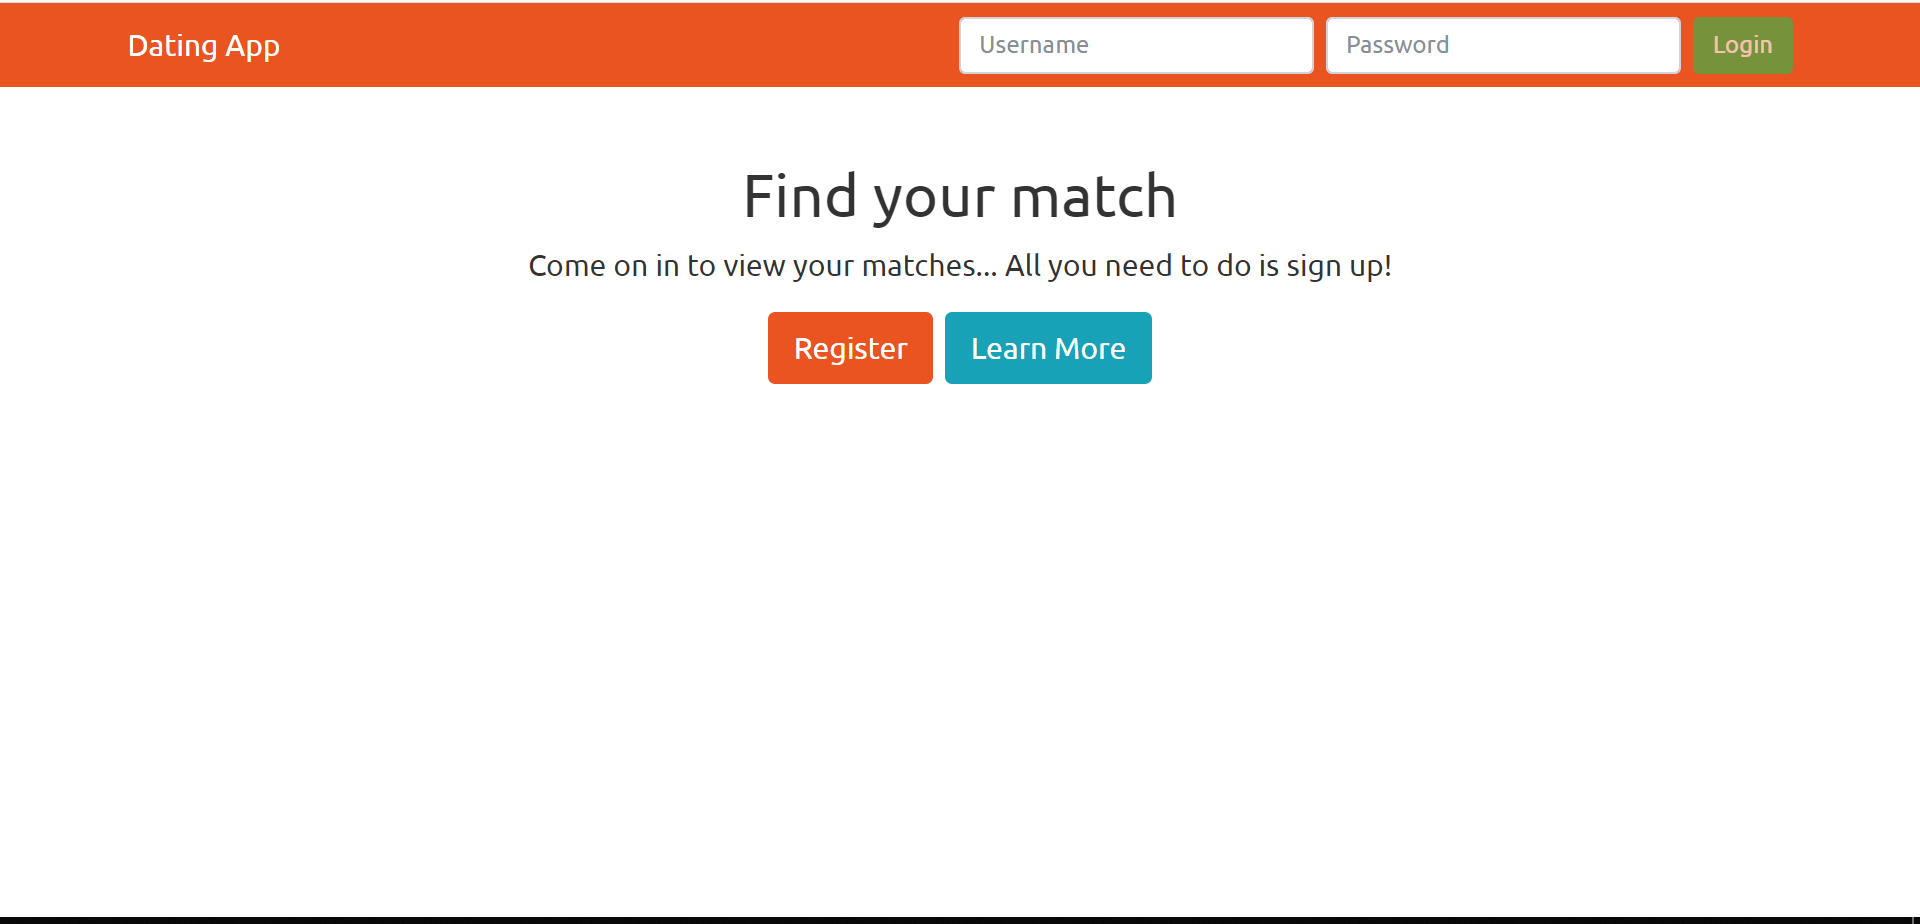 Dating App
Username
Password
Login
Find your match
Come on in to view your matches... All you need to do is sign up!
Register
Learn More